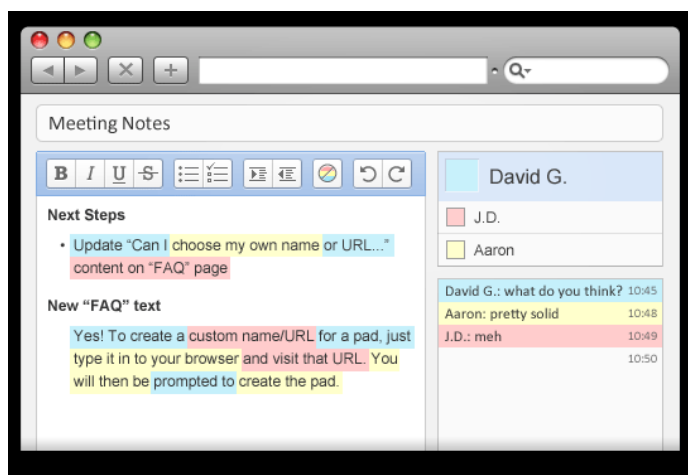 Meeting Notes
B I U S
Next Steps
• Update “Can I choose my own name or URL...”
content on “FAQ” page
New “FAQ” text
Yes! To create a custom name/URL for a pad, just
type it in to your browser and visit that URL. You
will then be prompted to create the pad.
David G.
J.D.
Aaron
David G.: what do you think? 10:45
Aaron: pretty solid 10:48
J.D.: meh 10:49
10:50